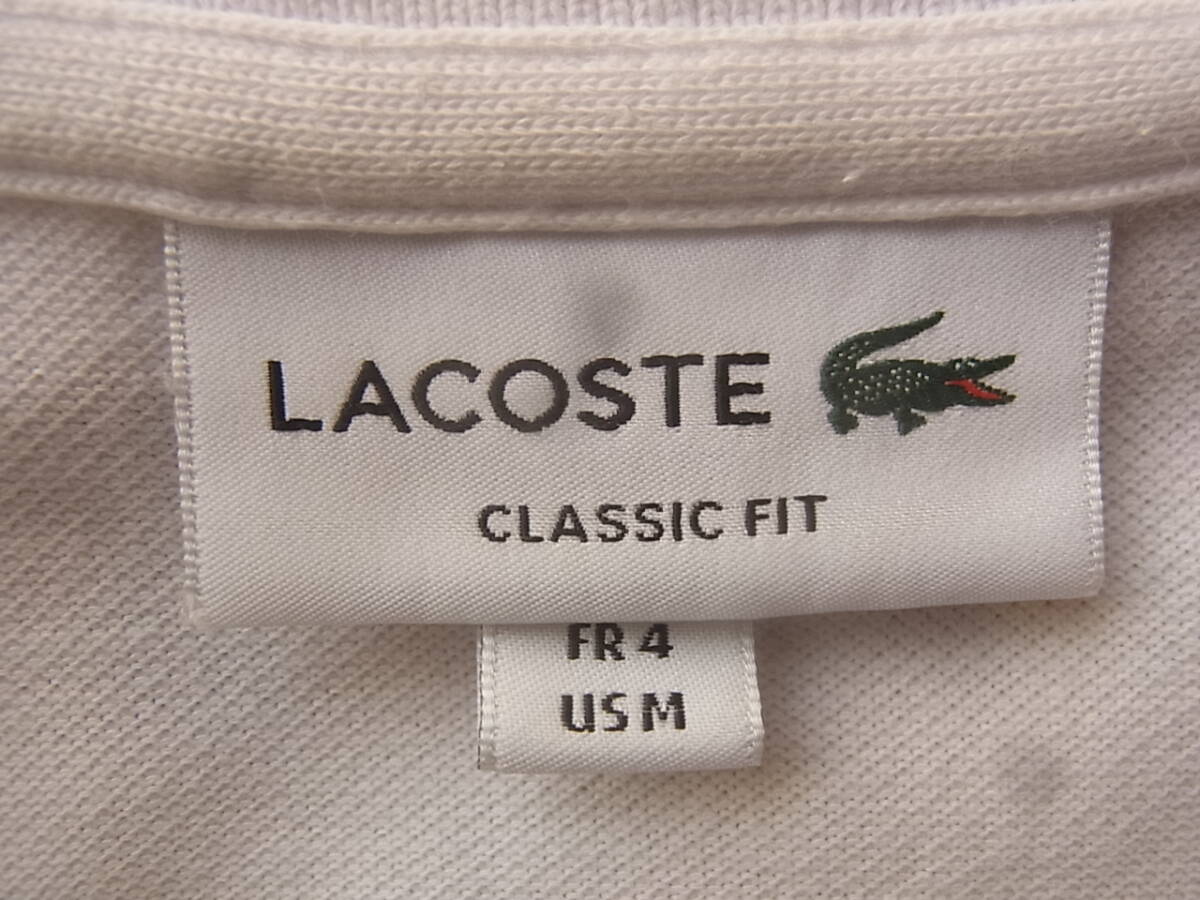 LACOSTE
CLASSIC FIT
FR 4
US M